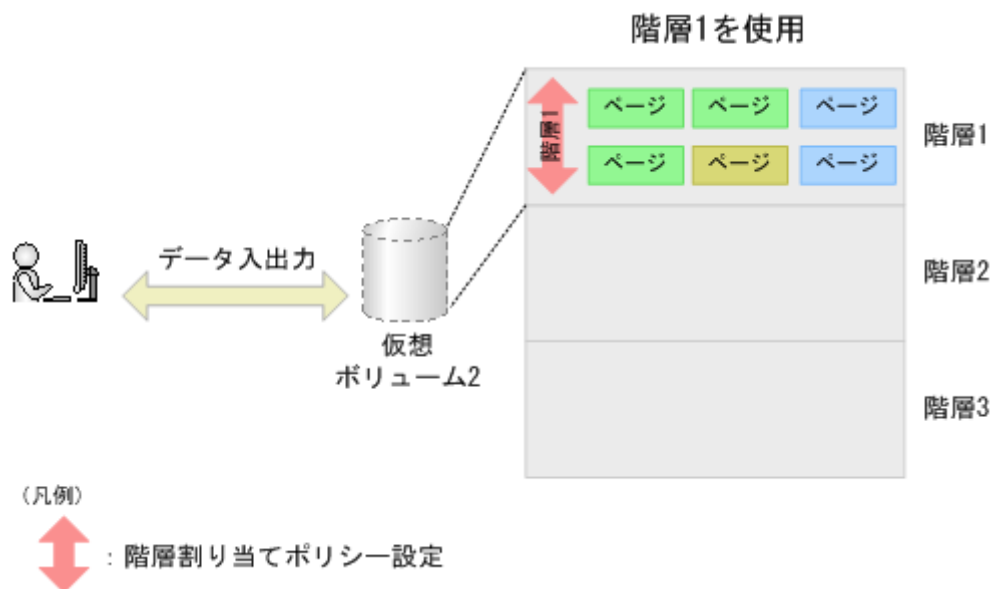 階層1を使用
階層1
ページ ページ ページ
ページ ページ ページ
階層1
データ入出力
仮想
ボリューム2
階層2
階層3
(凡例)
:階層割り当てポリシー設定